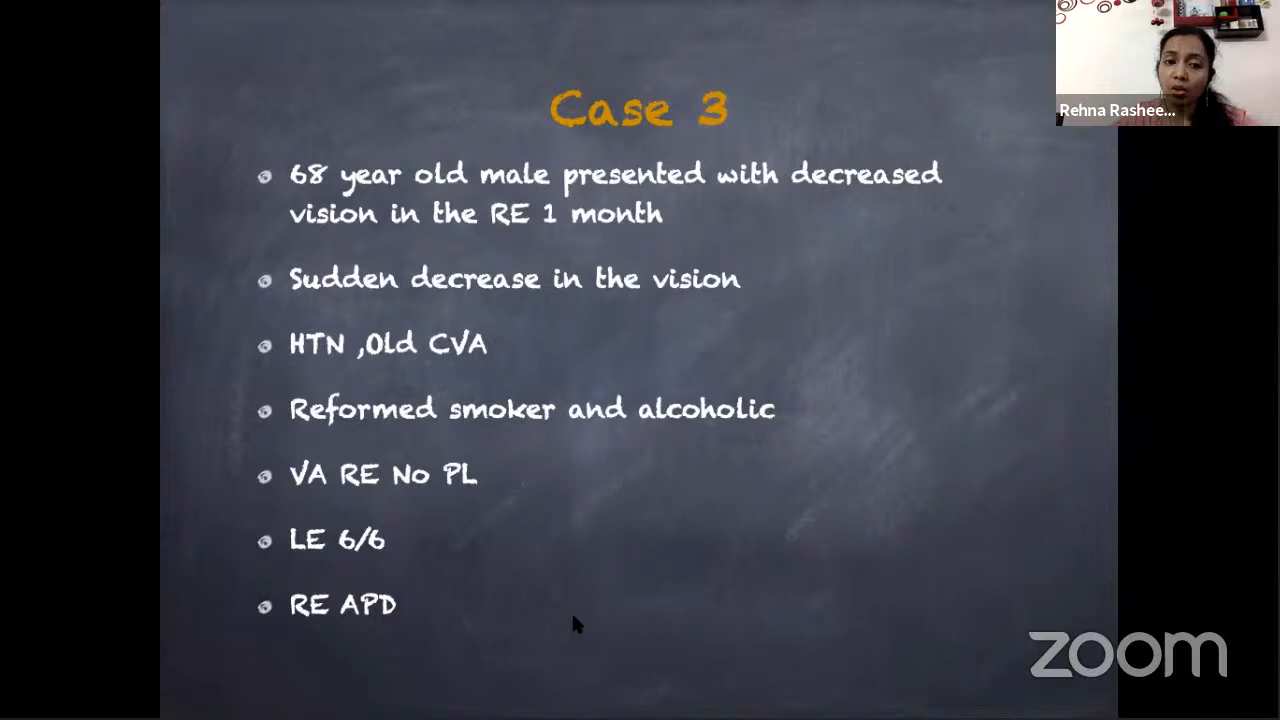 Case 3
68 year old male presented with decreased
vision in the RE 1 month
Sudden decrease in the vision
HTN ,Old CVA
Reformed smoker and alcoholic
VA RE No PL
LE 6/6
RE APD
Rehna Rashee...
zoom